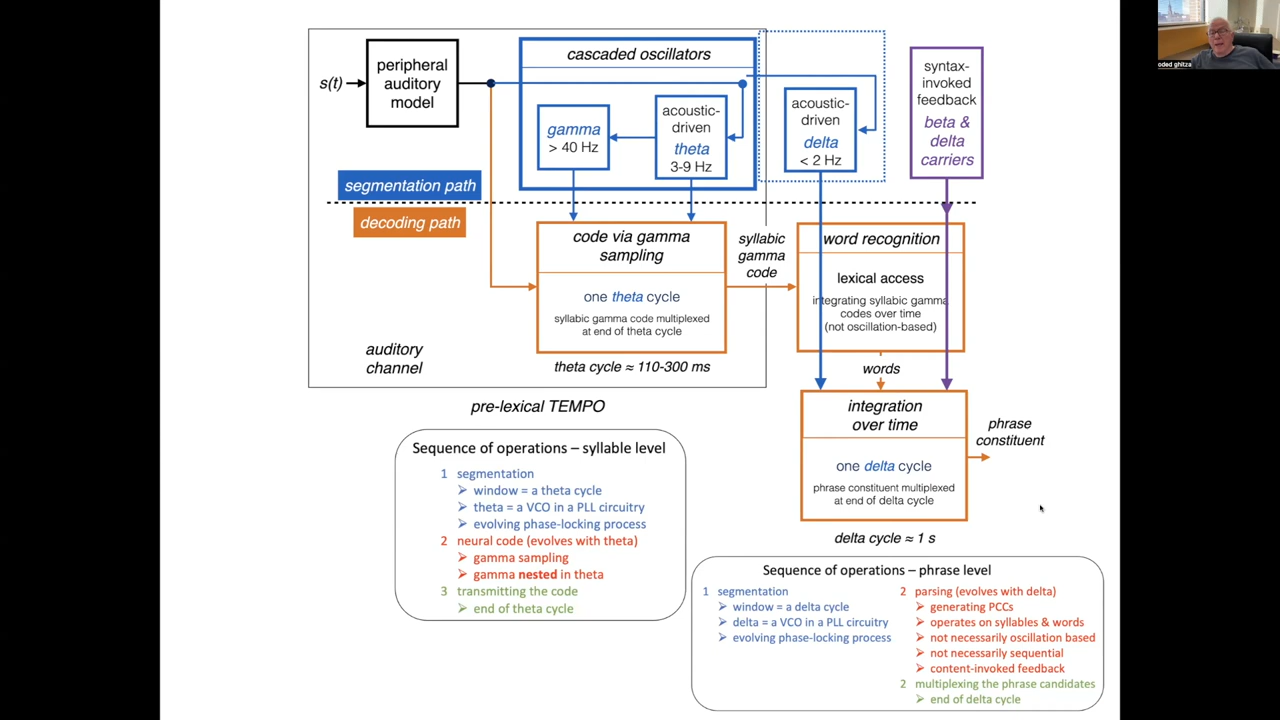 oded ghitza
s(t)
peripheral
auditory
model
cascaded oscillators
gamma
> 40 Hz
acoustic-
driven
theta
3-9 Hz
acoustic-
driven
delta
< 2 Hz
syntax-
invoked
feedback
beta &
delta
carriers
segmentation path
decoding path
code via gamma
sampling
one theta cycle
syllabic gamma code multiplexed
at end of theta cycle
syllabic
gamma
code
word recognition
lexical access
integrating syllabic gamma
codes over time
(not oscillation-based)
auditory
channel
theta cycle ≈ 110-300 ms
words
pre-lexical TEMPO
integration
over time
one delta cycle
phrase constituent multiplexed
at end of delta cycle
phrase
constituent
delta cycle ≈ 1 s
Sequence of operations – syllable level
1 segmentation
➢ window = a theta cycle
➢ theta = a VCO in a PLL circuitry
➢ evolving phase-locking process
2 neural code (evolves with theta)
➢ gamma sampling
➢ gamma nested in theta
3 transmitting the code
➢ end of theta cycle
Sequence of operations – phrase level
1 segmentation
➢ window = a delta cycle
➢ delta = a VCO in a PLL circuitry
➢ evolving phase-locking process
2 parsing (evolves with delta)
➢ generating PCCs
➢ operates on syllables & words
➢ not necessarily oscillation based
➢ not necessarily sequential
➢ content-invoked feedback
2 multiplexing the phrase candidates
➢ end of delta cycle